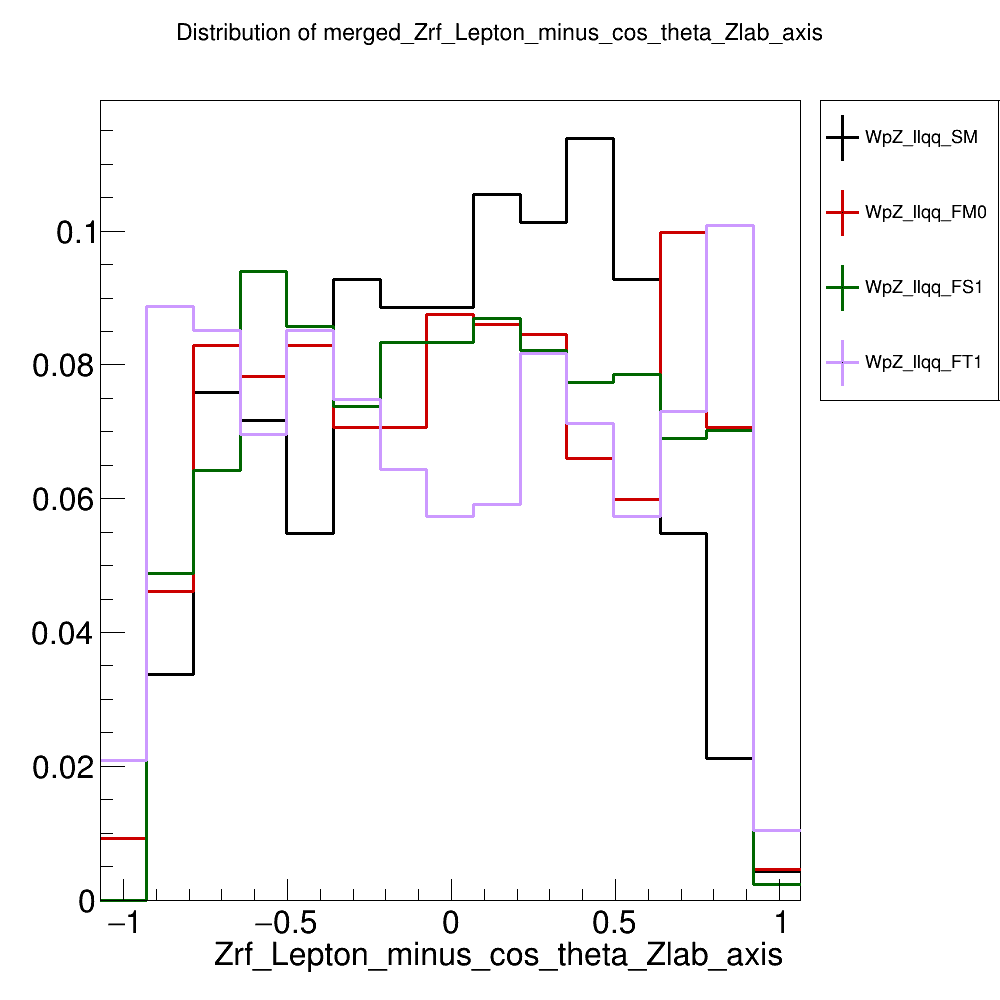 Distribution of merged_Zrf_Lepton_minus_cos_theta_Zlab_axis
WpZ_llqq_SM
WpZ_llqq_FM0
WpZ_llqq_FS1
WpZ_llqq_FT1
0.1
0.08
0.06
0.04
0.02
0
−1 −0.5 0 0.5 1
Zrf_Lepton_minus_cos_theta_Zlab_axis